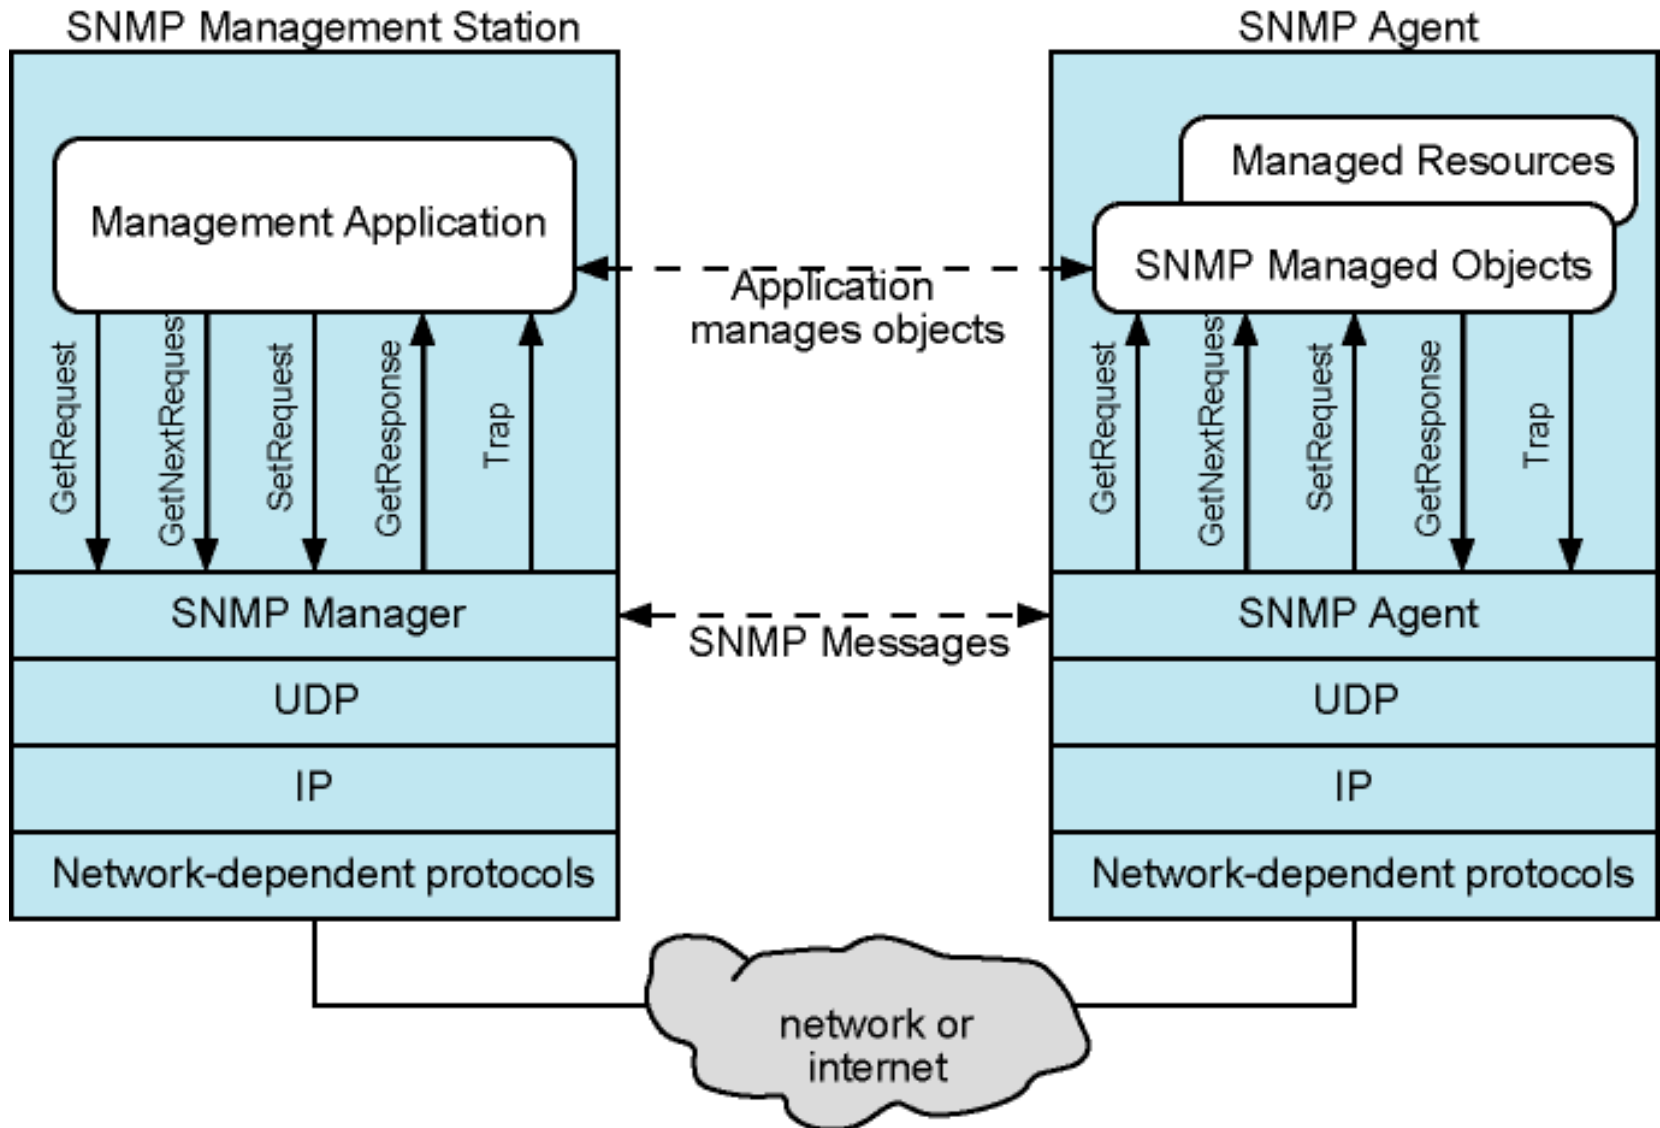 SNMP Management Station
SNMP Agent
Management Application
Managed Resources
SNMP Managed Objects
Application
manages objects
GetRequest
GetNextRequest
SetRequest
GetResponse
Trap
GetRequest
GetNextRequest
SetRequest
GetResponse
Trap
SNMP Manager
SNMP Messages
SNMP Agent
UDP
UDP
IP
IP
Network-dependent protocols
Network-dependent protocols
network or
internet